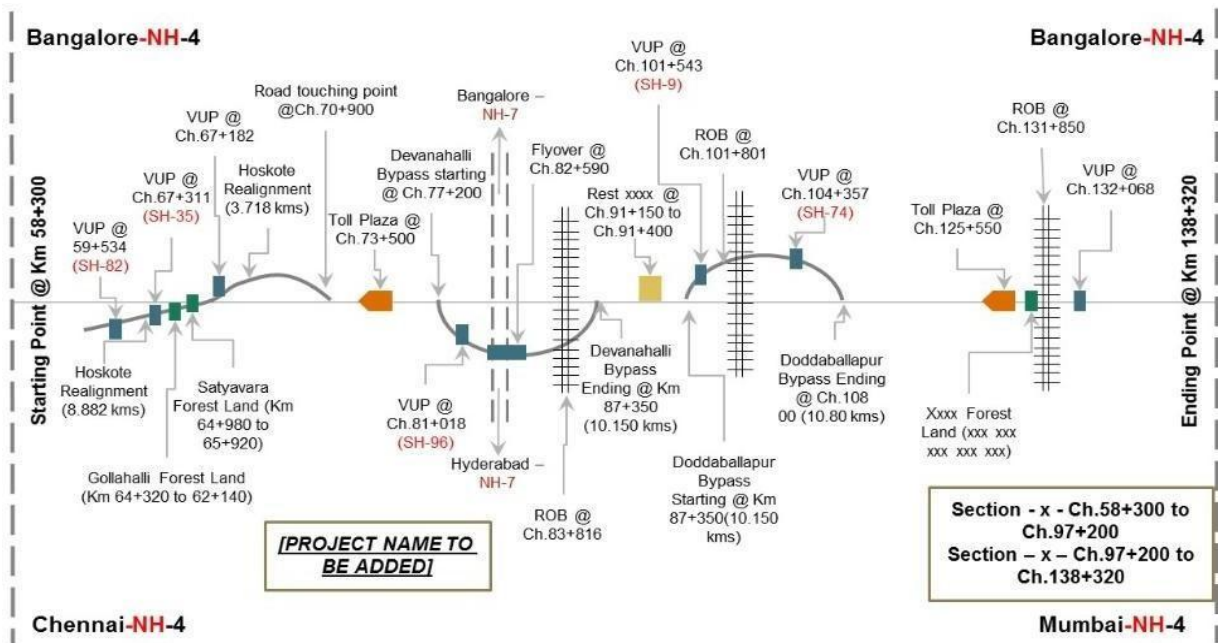 Bangalore-NH-4
Bangalore-NH-4
VUP @
Ch.101+543
(SH-9)
Road touching point
@Ch.70+900
Bangalore –
NH-7
ROB @
Ch.131+850
VUP @
Ch.67+182
Devanahalli
Bypass starting
@ Ch.77+200
Flyover @
Ch.82+590
ROB @
Ch.101+801
VUP @
Ch.67+311
(SH-35)
Hoskote
Realignment
(3.718 kms)
Rest xxxx @
Ch.91+150 to
Ch.91+400
VUP @
Ch.104+357
(SH-74)
VUP @
Ch.132+068
VUP @
59+534
(SH-82)
Toll Plaza @
Ch.73+500
Toll Plaza @
Ch.125+550
Starting Point @ Km 58+300
Ending Point @ Km 138+320
Hoskote
Realignment
(8.882 kms)
Satyavara
Forest Land (Km
64+980 to
65+920)
VUP @
Ch.81+018
(SH-96)
Devanahalli
Bypass
Ending @ Km
87+350
(10.150 kms)
Doddaballapur
Bypass Ending
@ Ch.108
00 (10.80 kms)
Xxxx Forest
Land (xxx xxx
xxx xxx xxx)
Gollahalli Forest Land
(Km 64+320 to 62+140)
Hyderabad –
NH-7
Doddaballapur
Bypass
Starting @ Km
87+350(10.150
kms)
ROB @
Ch.83+816
[PROJECT NAME TO
BE ADDED]
Section - x - Ch.58+300 to
Ch.97+200
Section – x – Ch.97+200 to
Ch.138+320
Chennai-NH-4
Mumbai-NH-4